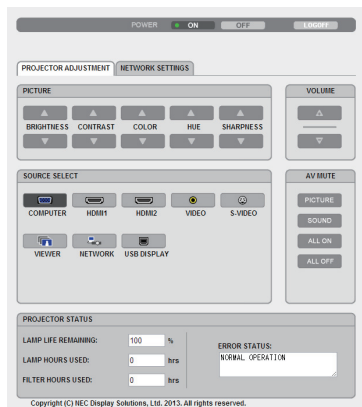 POWER ON OFF LOGOFF
PROJECTOR ADJUSTMENT NETWORK SETTINGS
PICTURE VOLUME
BRIGHTNESS CONTRAST COLOR HUE SHARPNESS
SOURCE SELECT AV MUTE
PICTURE
COMPUTER HDMI1 HDMI2 VIDEO S-VIDEO
SOUND
ALL ON
VIEWER NETWORK USB DISPLAY
ALL OFF
PROJECTOR STATUS
LAMP LIFE REMAINING: 100 %
ERROR STATUS:
LAMP HOURS USED: 0 hrs
NORMAL OPERATION
FILTER HOURS USED: 0 hrs
Copyright (C) NEC Display Solutions, Ltd. 2013. All rights reserved.